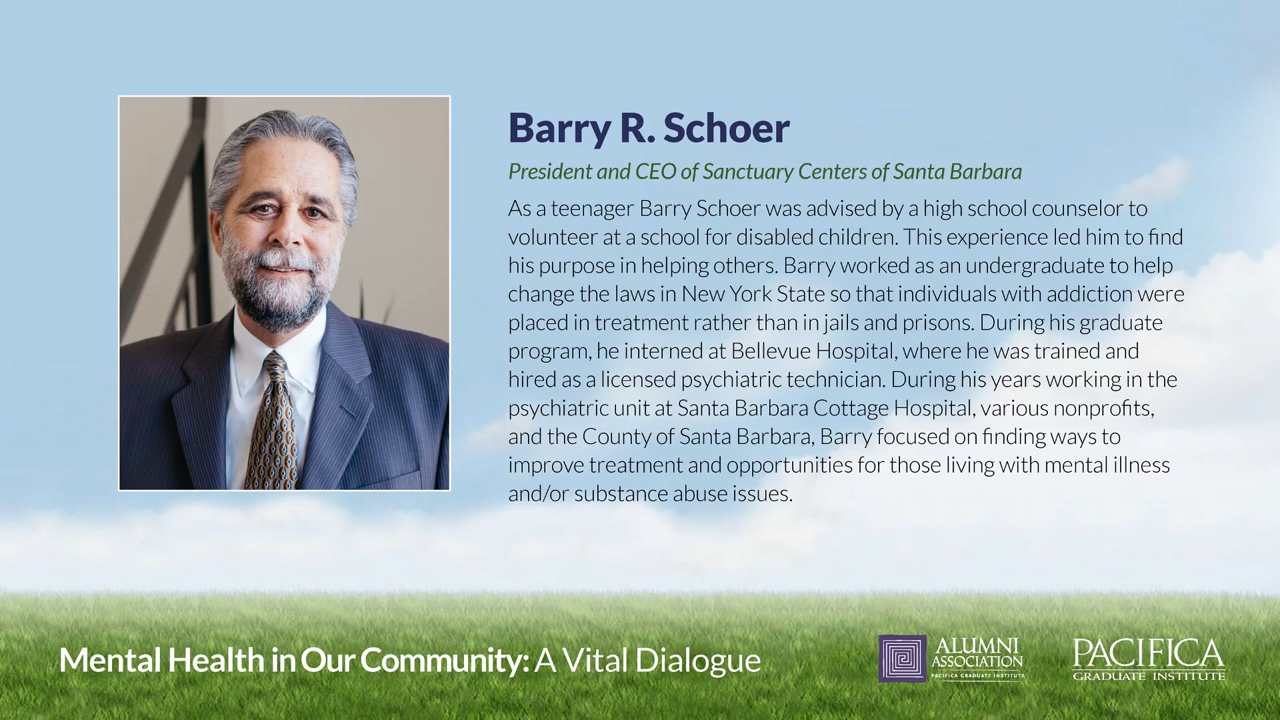 Barry R. Schoer
President and CEO of Sanctuary Centers of Santa Barbara
As a teenager Barry Schoer was advised by a high school counselor to
volunteer at a school for disabled children. This experience led him to find
his purpose in helping others. Barry worked as an undergraduate to help
change the laws in New York State so that individuals with addiction were
placed in treatment rather than in jails and prisons. During his graduate
program, he interned at Bellevue Hospital, where he was trained and
hired as a licensed psychiatric technician. During his years working in the
psychiatric unit at Santa Barbara Cottage Hospital, various nonprofits,
and the County of Santa Barbara, Barry focused on finding ways to
improve treatment and opportunities for those living with mental illness
and/or substance abuse issues.
Mental Health in Our Community: A Vital Dialogue
ALUMNI
ASSOCIATION
PACIFICA GRADUATE INSTITUTE
PACIFICA
GRADUATE INSTITUTE